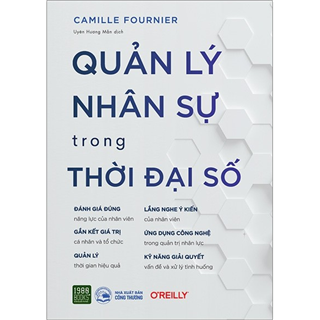 CAMILLE FOURNIER
Uyên Hương Mẫn dịch
QUẢN LÝ
NHÂN SỰ
trong
THỜI ĐẠI SỐ
ĐÁNH GIÁ ĐÚNG
năng lực của nhân viên
GẮN KẾT GIÁ TRỊ
cá nhân và tổ chức
QUẢN LÝ
thời gian hiệu quả
LẮNG NGHE Ý KIẾN
của nhân viên
ỨNG DỤNG CÔNG NGHỆ
trong quản trị nhân lực
KỸ NĂNG GIẢI QUYẾT
vấn đề và xử lý tình huống
1980
BOOKS
NHÀ XUẤT BẢN
CÔNG THƯƠNG
O'REILLY